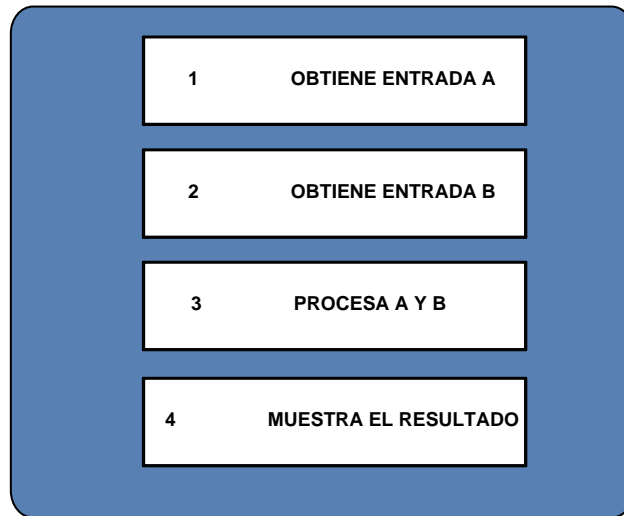 1 OBTIENE ENTRADA A
2 OBTIENE ENTRADA B
3 PROCESA A Y B
4 MUESTRA EL RESULTADO